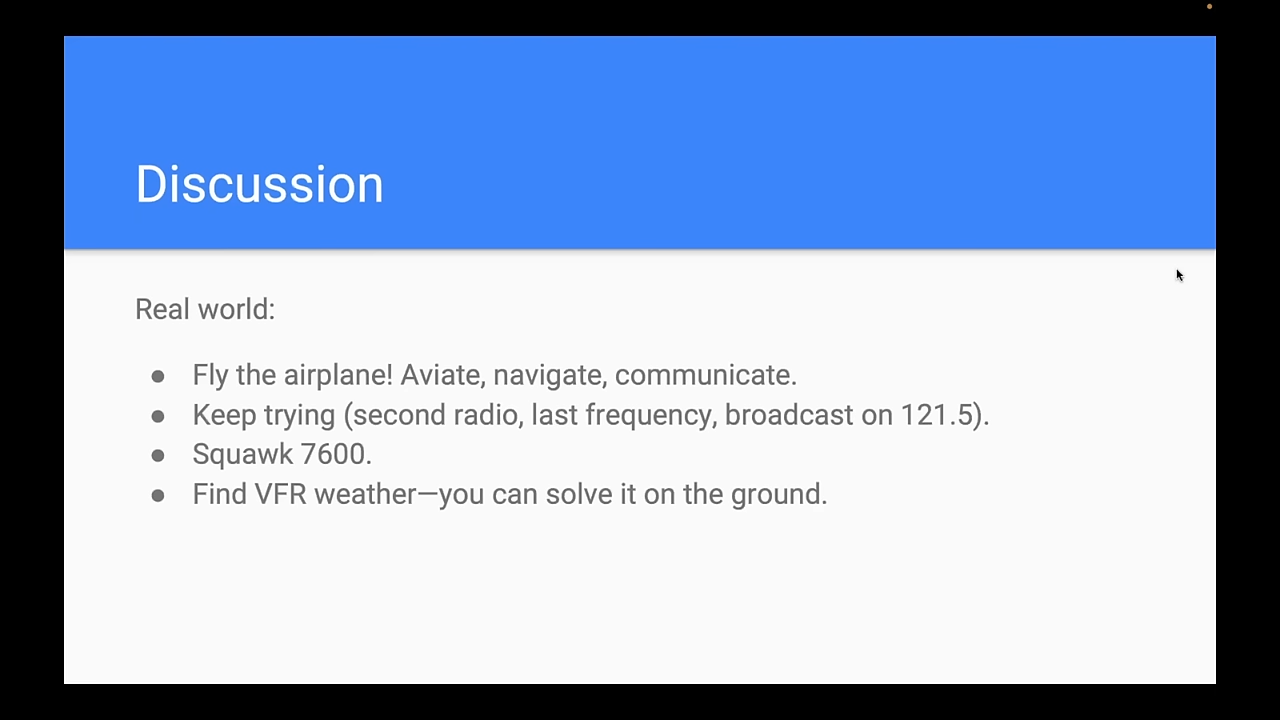 Discussion
Real world:
● Fly the airplane! Aviate, navigate, communicate.
● Keep trying (second radio, last frequency, broadcast on 121.5).
● Squawk 7600.
● Find VFR weather—you can solve it on the ground.